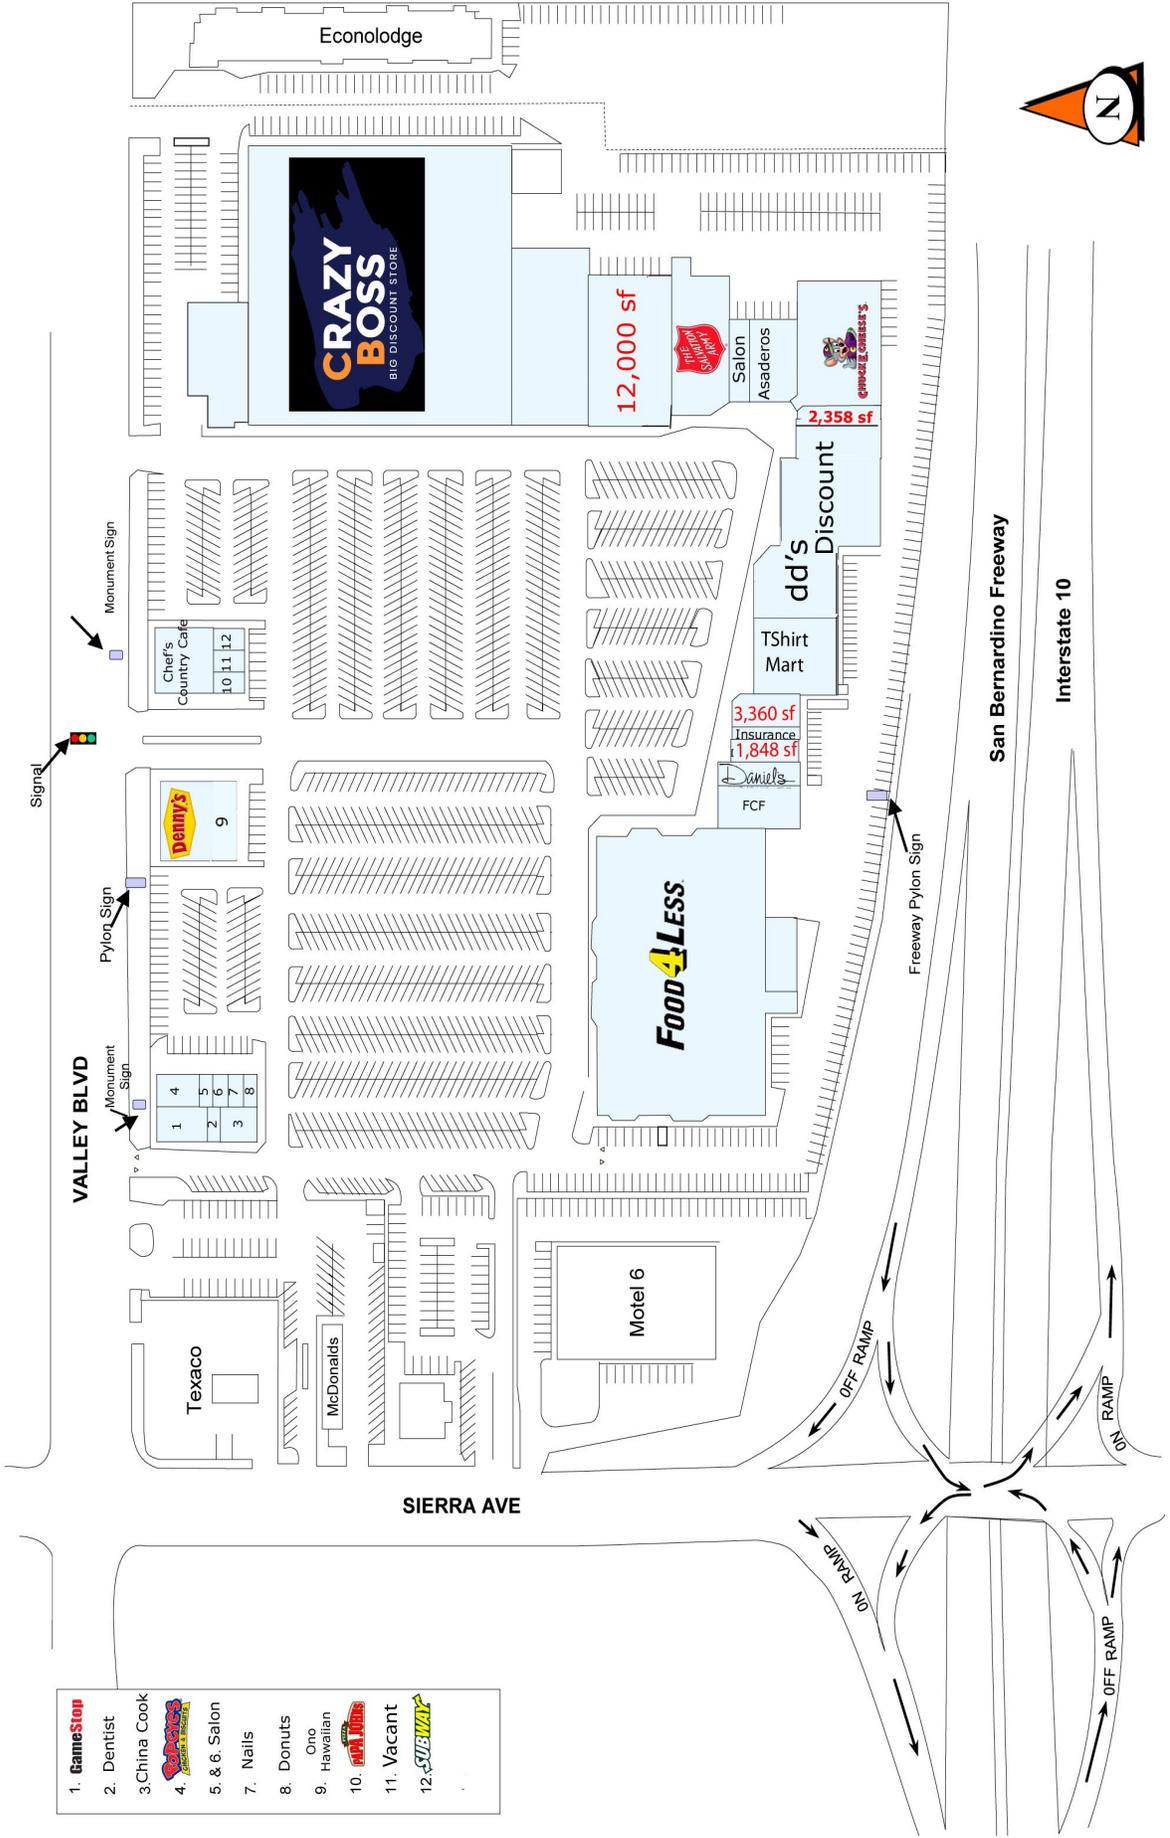 Econolodge
N
CRAZY
BOSS
BIG DISCOUNT STORE
12,000 sf
THE
SALVATION
ARMY
Salon
Asaderos
CHUCK E. CHEESE'S
2,358 sf
dd's
Discount
TShirt
Mart
3,360 sf
Insurance
1,848 sf
Daniel's
FCF
FOOD 4 LESS
Monument Sign
Chef's
Country Cafe
10 11 12
Signal
Denny's
9
Pylon Sign
Monument
Sign
VALLEY BLVD
1
2
3
4
5
6
7
8
Freeway Pylon Sign
San Bernardino Freeway
Interstate 10
Motel 6
McDonalds
Texaco
SIERRA AVE
OFF RAMP
ON RAMP
ON RAMP
OFF RAMP
1. GameStop
2. Dentist
3.China Cook
4. POPEYES
CHICKEN & BISCUITS
5. & 6. Salon
7. Nails
8. Donuts
9. Ono
Hawaiian
10. PAPA JOHNS
11. Vacant
12. SUBWAY